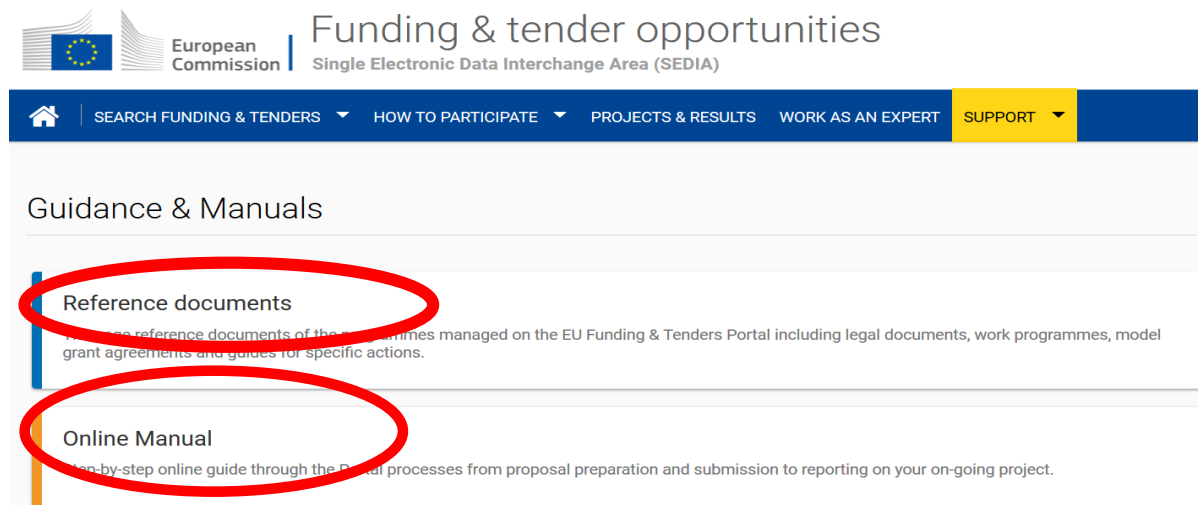 European
Commission
Funding & tender opportunities
Single Electronic Data Interchange Area (SEDIA)
SEARCH FUNDING & TENDERS HOW TO PARTICIPATE PROJECTS & RESULTS WORK AS AN EXPERT SUPPORT
Guidance & Manuals
Reference documents
reference documents of the programmes managed on the EU Funding & Tenders Portal including legal documents, work programmes, model
grant agreements and guides for specific actions.
Online Manual
Step-by-step online guide through the Portal processes from proposal preparation and submission to reporting on your on-going project.